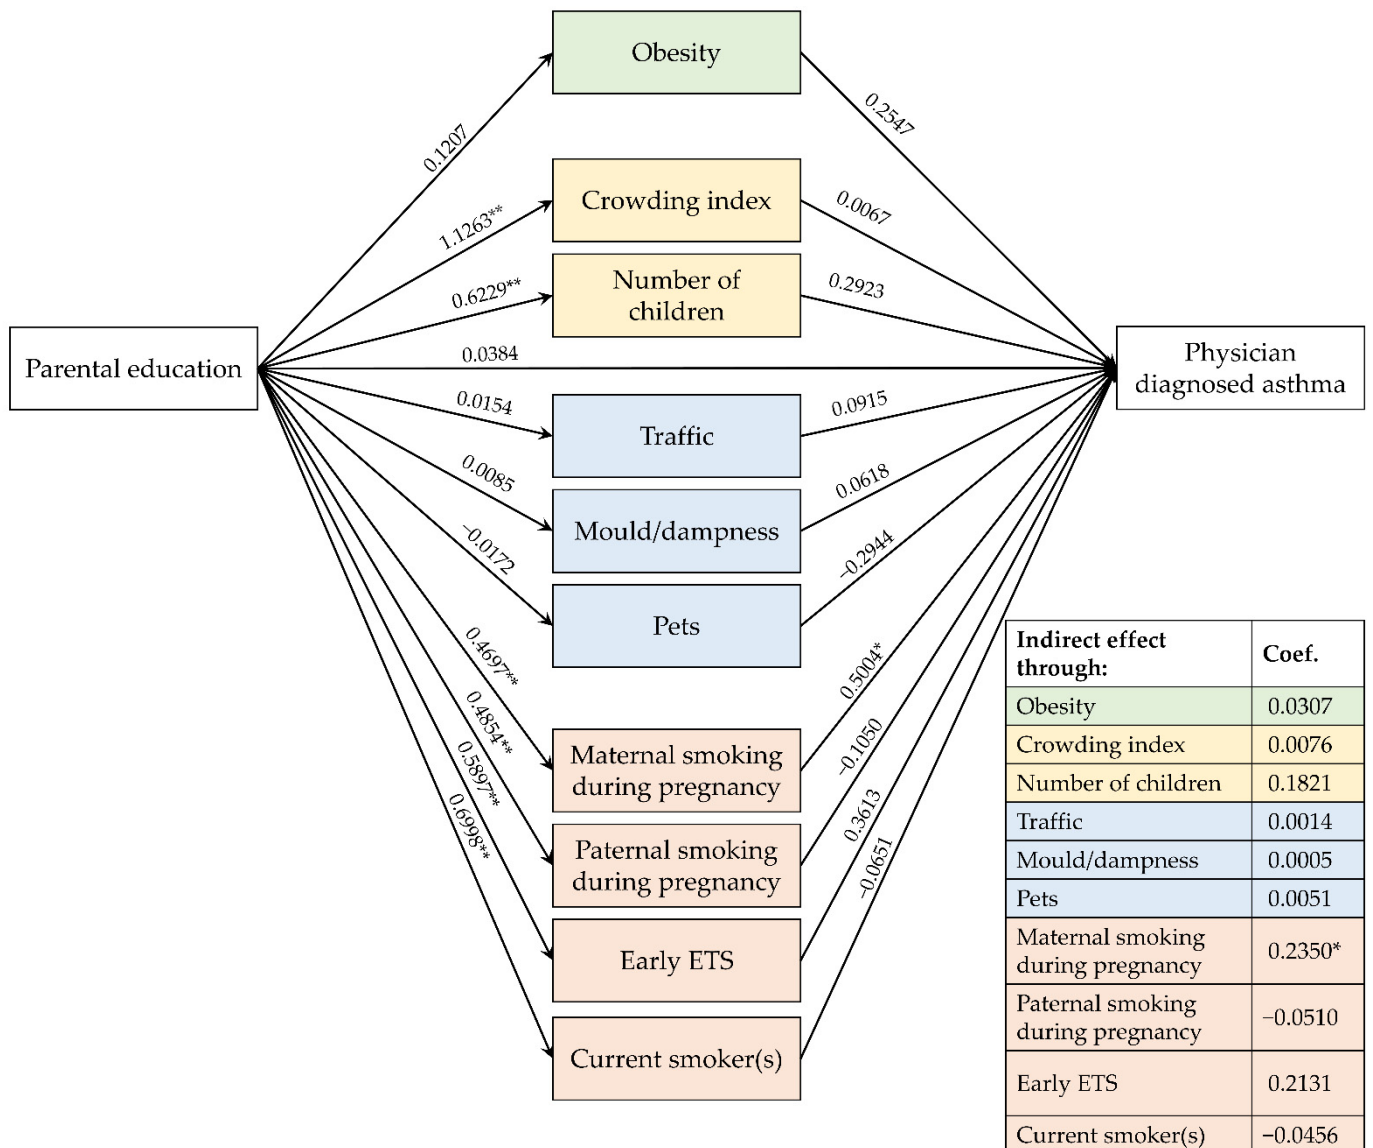 Obesity
0.1207
0.2547
Crowding index
1.1263**
0.0067
Number of
children
0.6229**
0.2923
Parental education
0.0384
Physician
diagnosed asthma
Traffic
0.0154
0.0915
Mould/dampness
0.0085
0.0618
Pets
−0.0172
−0.2944
Maternal smoking
during pregnancy
0.4697**
0.5004*
Paternal smoking
during pregnancy
0.4854**
−0.1050
Early ETS
0.5897**
0.3613
Current smoker(s)
0.6998**
−0.0651
Indirect effect
through:
Coef.
Obesity 0.0307
Crowding index 0.0076
Number of children 0.1821
Traffic 0.0014
Mould/dampness 0.0005
Pets 0.0051
Maternal smoking
during pregnancy
0.2350*
Paternal smoking
during pregnancy
−0.0510
Early ETS 0.2131
Current smoker(s) −0.0456